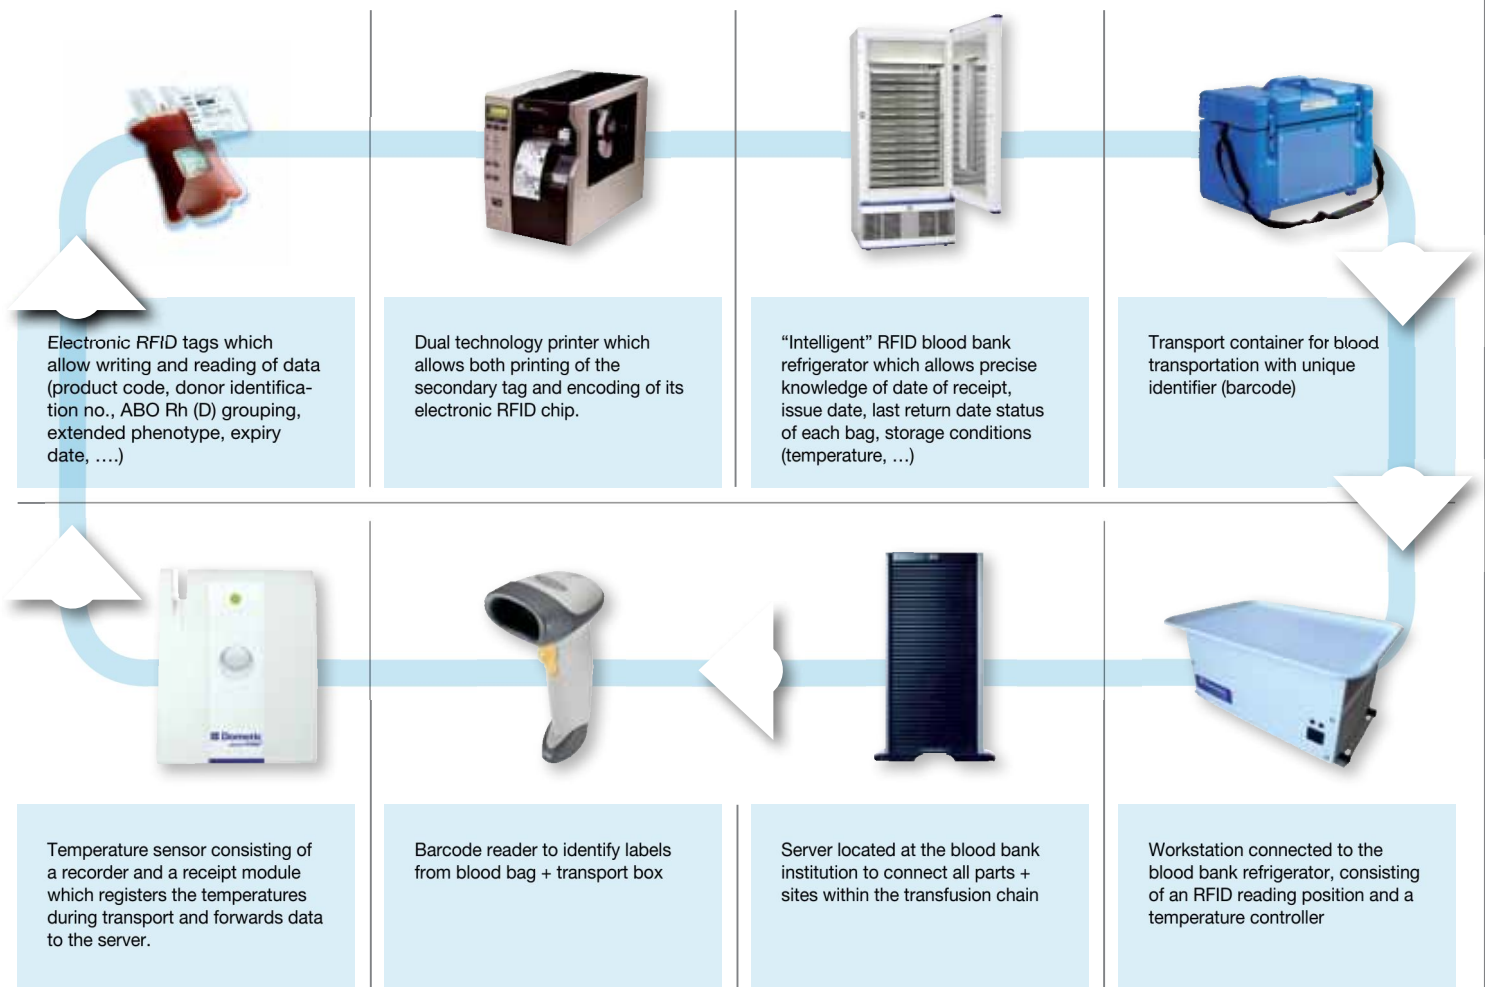 Electronic RFID tags which
allow writing and reading of data
(product code, donor identifica-
tion no., ABO Rh (D) grouping,
extended phenotype, expiry
date, ….)
Dual technology printer which
allows both printing of the
secondary tag and encoding of its
electronic RFID chip.
“Intelligent” RFID blood bank
refrigerator which allows precise
knowledge of date of receipt,
issue date, last return date status
of each bag, storage conditions
(temperature, …)
Transport container for blood
transportation with unique
identifier (barcode)
Dometic
Temperature sensor consisting of
a recorder and a receipt module
which registers the temperatures
during transport and forwards data
to the server.
Barcode reader to identify labels
from blood bag + transport box
Server located at the blood bank
institution to connect all parts +
sites within the transfusion chain
Workstation connected to the
blood bank refrigerator, consisting
of an RFID reading position and a
temperature controller